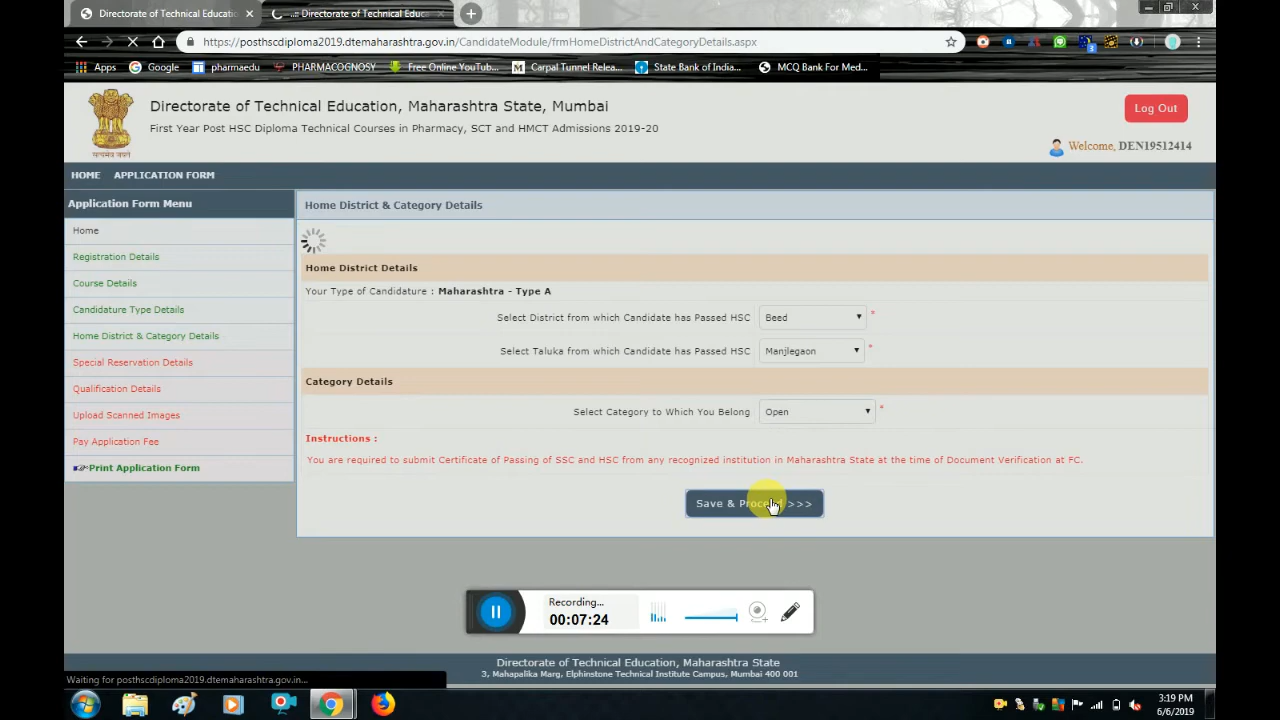 Directorate of Technical Educatio
..:: Directorate of Technical Educ
https://posthscdiploma2019.dtemaharashtra.gov.in/CandidateModule/frmHomeDistrictAndCategoryDetails.aspx
Apps
Google
pharmaedu
PHARMACOGNOSY
Free Online YouTub...
Carpal Tunnel Relea...
State Bank of India...
MCQ Bank For Med...
Directorate of Technical Education, Maharashtra State, Mumbai
First Year Post HSC Diploma Technical Courses in Pharmacy, SCT and HMCT Admissions 2019-20
Log Out
Welcome, DEN19512414
सत्यमेव जयते
HOME APPLICATION FORM
Application Form Menu
Home
Registration Details
Course Details
Candidature Type Details
Home District & Category Details
Special Reservation Details
Qualification Details
Upload Scanned Images
Pay Application Fee
Print Application Form
Home District & Category Details
Home District Details
Your Type of Candidature : Maharashtra - Type A
Select District from which Candidate has Passed HSC Beed *
Select Taluka from which Candidate has Passed HSC Manjlegaon *
Category Details
Select Category to Which You Belong Open *
Instructions :
You are required to submit Certificate of Passing of SSC and HSC from any recognized institution in Maharashtra State at the time of Document Verification at FC.
Save & Proceed >>>
Recording...
00:07:24
Directorate of Technical Education, Maharashtra State
3, Mahapalika Marg, Elphinstone Technical Institute Campus, Mumbai 400 001
Waiting for posthscdiploma2019.dtemaharashtra.gov.in...
3:19 PM
6/6/2019